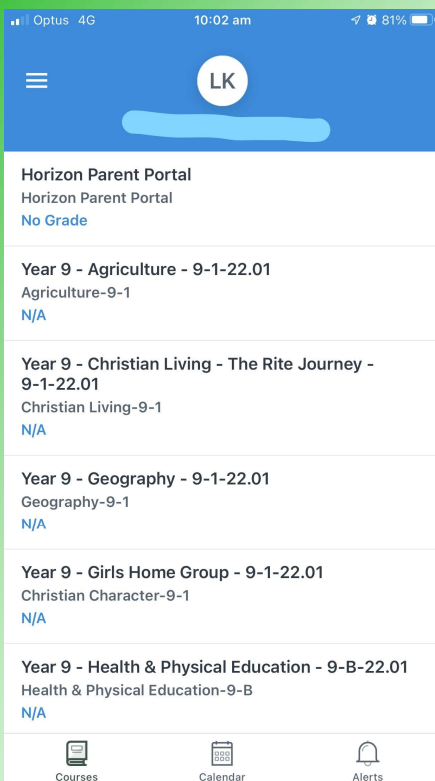 Optus 4G 10:02 am 81%
LK
Horizon Parent Portal
Horizon Parent Portal
No Grade
Year 9 - Agriculture - 9-1-22.01
Agriculture-9-1
N/A
Year 9 - Christian Living - The Rite Journey -
9-1-22.01
Christian Living-9-1
N/A
Year 9 - Geography - 9-1-22.01
Geography-9-1
N/A
Year 9 - Girls Home Group - 9-1-22.01
Christian Character-9-1
N/A
Year 9 - Health & Physical Education - 9-B-22.01
Health & Physical Education-9-B
N/A
Courses Calendar Alerts